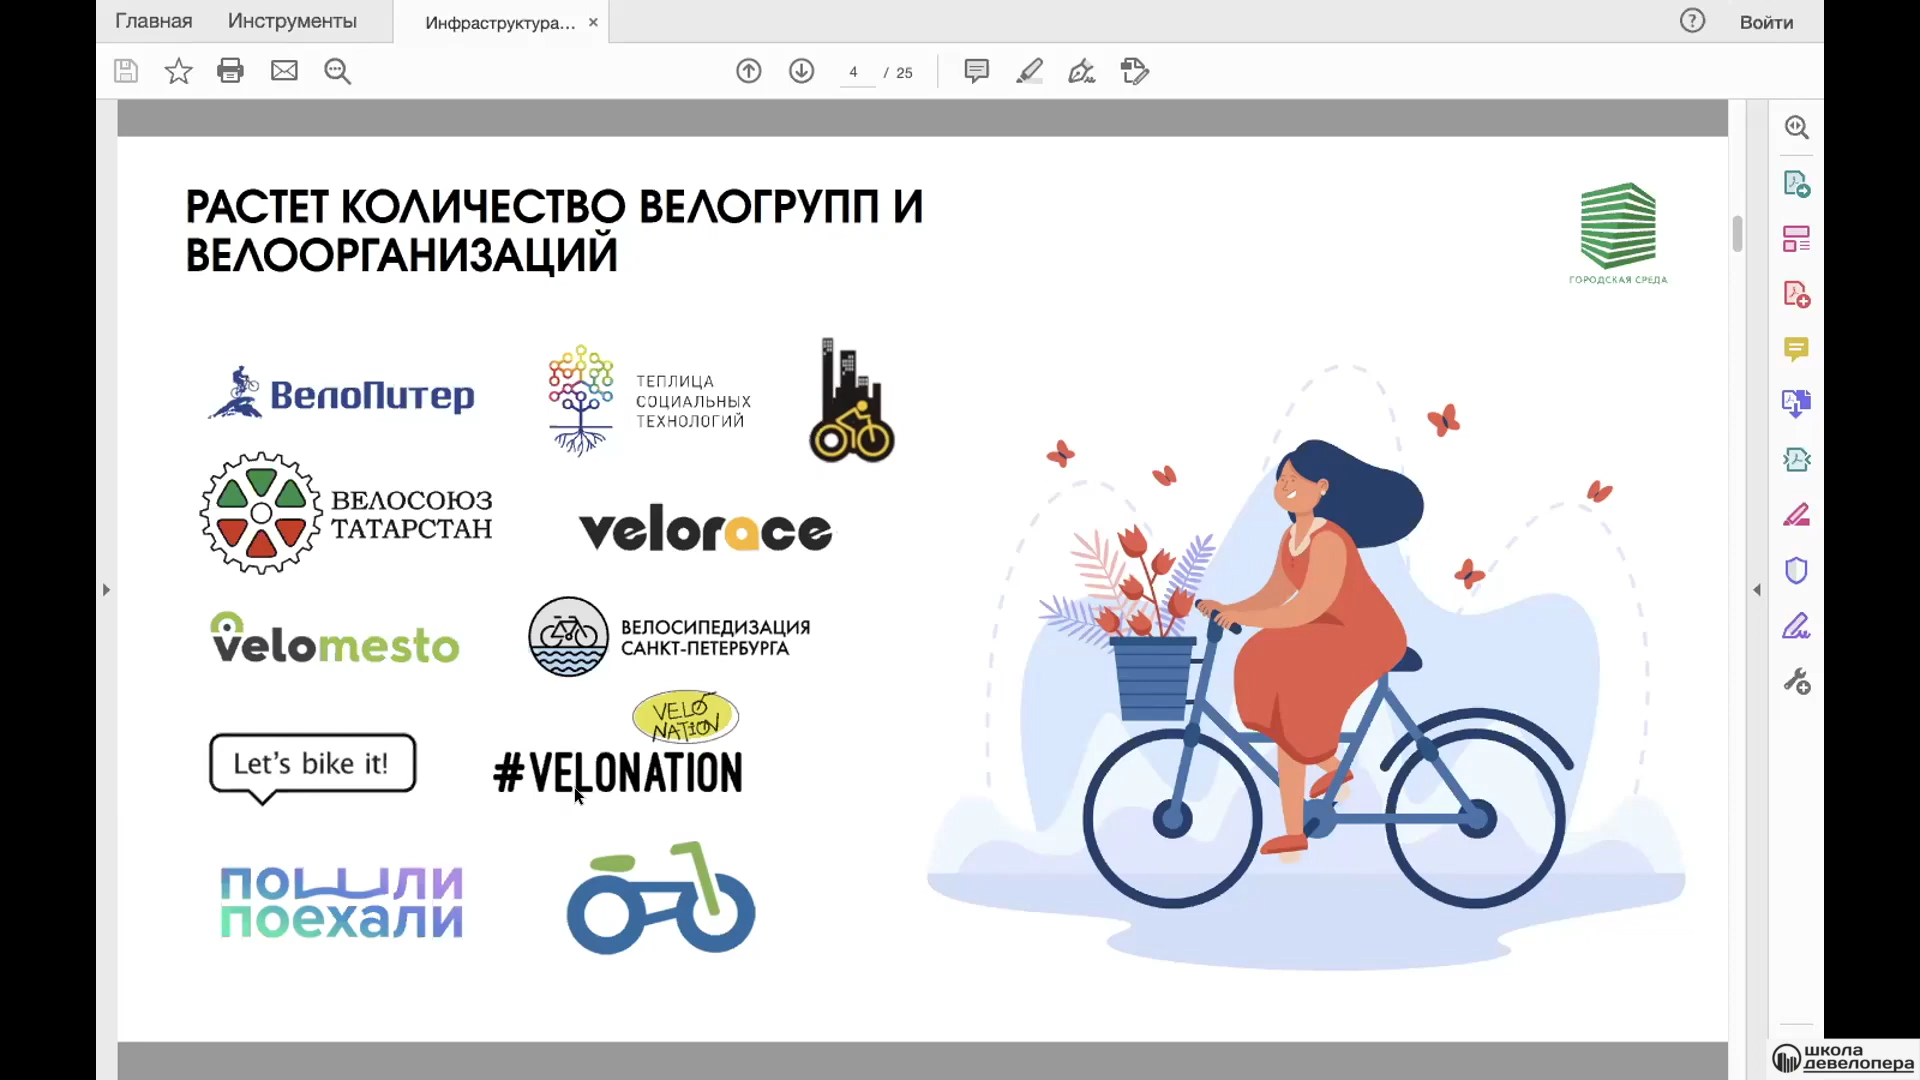 Главная
Инструменты
Инфраструктура...
Войти
4 / 25
РАСТЕТ КОЛИЧЕСТВО ВЕЛОГРУПП И
ВЕЛООРГАНИЗАЦИЙ
ГОРОДСКАЯ СРЕДА
ВелоПитер
ТЕПЛИЦА
СОЦИАЛЬНЫХ
ТЕХНОЛОГИЙ
ВЕЛОСОЮЗ
ТАТАРСТАН
velorace
velomesto
ВЕЛОСИПЕДИЗАЦИЯ
САНКТ-ПЕТЕРБУРГА
VELO
NATION
Let's bike it!
#VELONATION
пошли
поехали
школа
девелопера